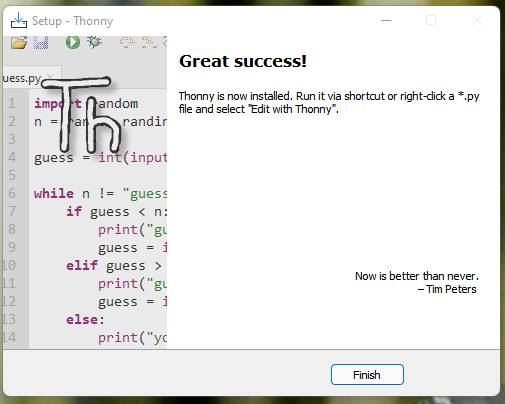 Setup - Thonny
Great success!
Thonny is now installed. Run it via shortcut or right-click a *.py
file and select "Edit with Thonny".
uess.py ×
Th
1 import random
2 n = ran randin
3
4 guess = int(input
5
6 while n != "guess
7 if guess < n:
8 print("gu
9 guess = i
10 elif guess >
11 print("gu
12 guess = i
13 else:
14 print("yo
Now is better than never.
– Tim Peters
Finish